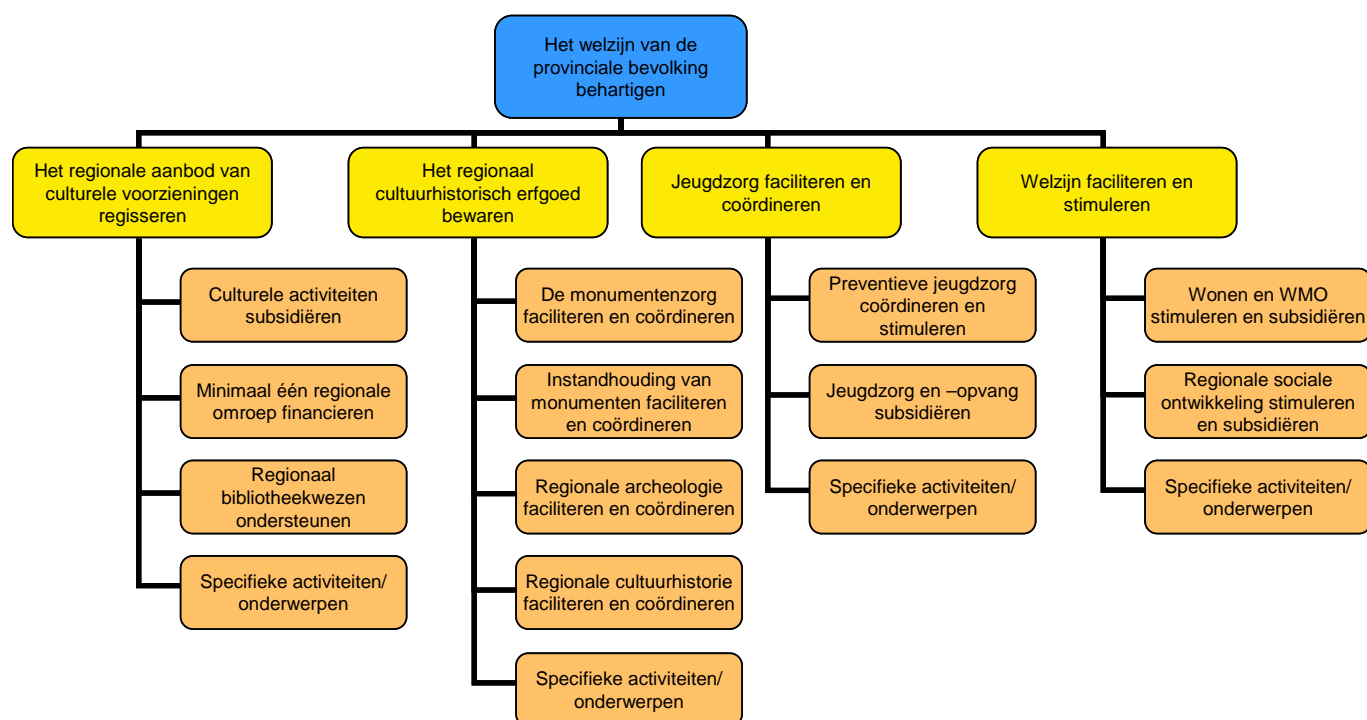 Het welzijn van de
provinciale bevolking
behartigen
Het regionale aanbod van
culturele voorzieningen
regisseren
Culturele activiteiten
subsidiëren
Minimaal één regionale
omroep financieren
Regionaal
bibliotheekwezen
ondersteunen
Specifieke activiteiten/
onderwerpen
Het regionaal
cultuurhistorisch erfgoed
bewaren
De monumentenzorg
faciliteren en coördineren
Instandhouding van
monumenten faciliteren
en coördineren
Regionale archeologie
faciliteren en coördineren
Regionale cultuurhistorie
faciliteren en coördineren
Specifieke activiteiten/
onderwerpen
Jeugdzorg faciliteren en
coördineren
Preventieve jeugdzorg
coördineren en
stimuleren
Jeugdzorg en –opvang
subsidiëren
Specifieke activiteiten/
onderwerpen
Welzijn faciliteren en
stimuleren
Wonen en WMO
stimuleren en subsidiëren
Regionale sociale
ontwikkeling stimuleren
en subsidiëren
Specifieke activiteiten/
onderwerpen